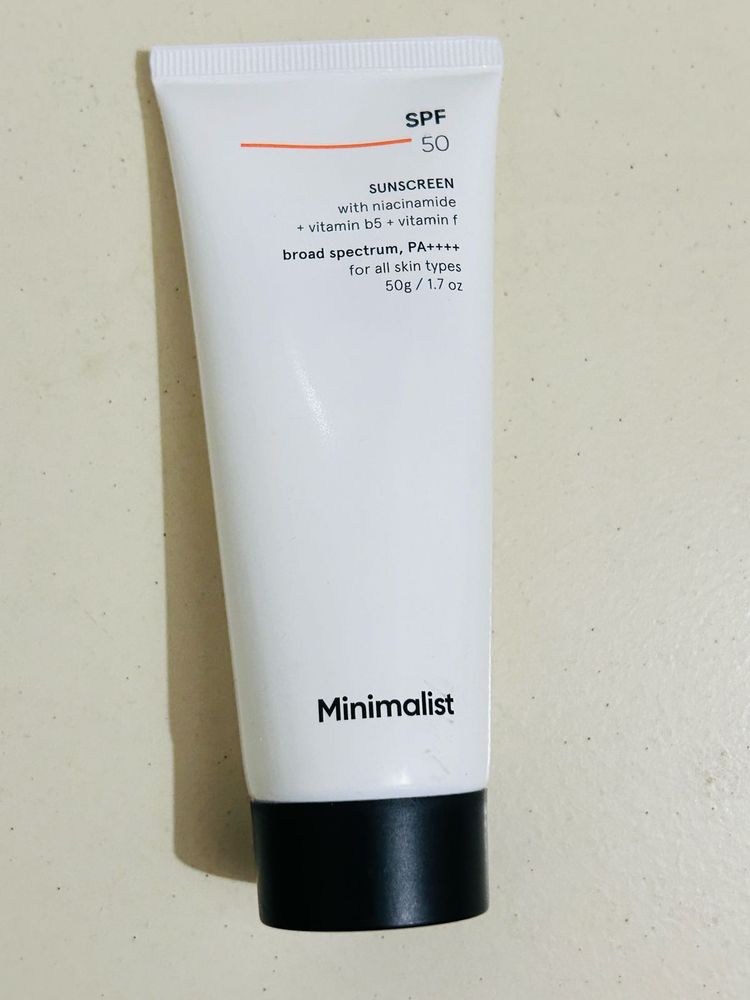 SPF
50
SUNSCREEN
with niacinamide
+ vitamin b5 + vitamin f
broad spectrum, PA++++
for all skin types
50g / 1.7 oz
Minimalist